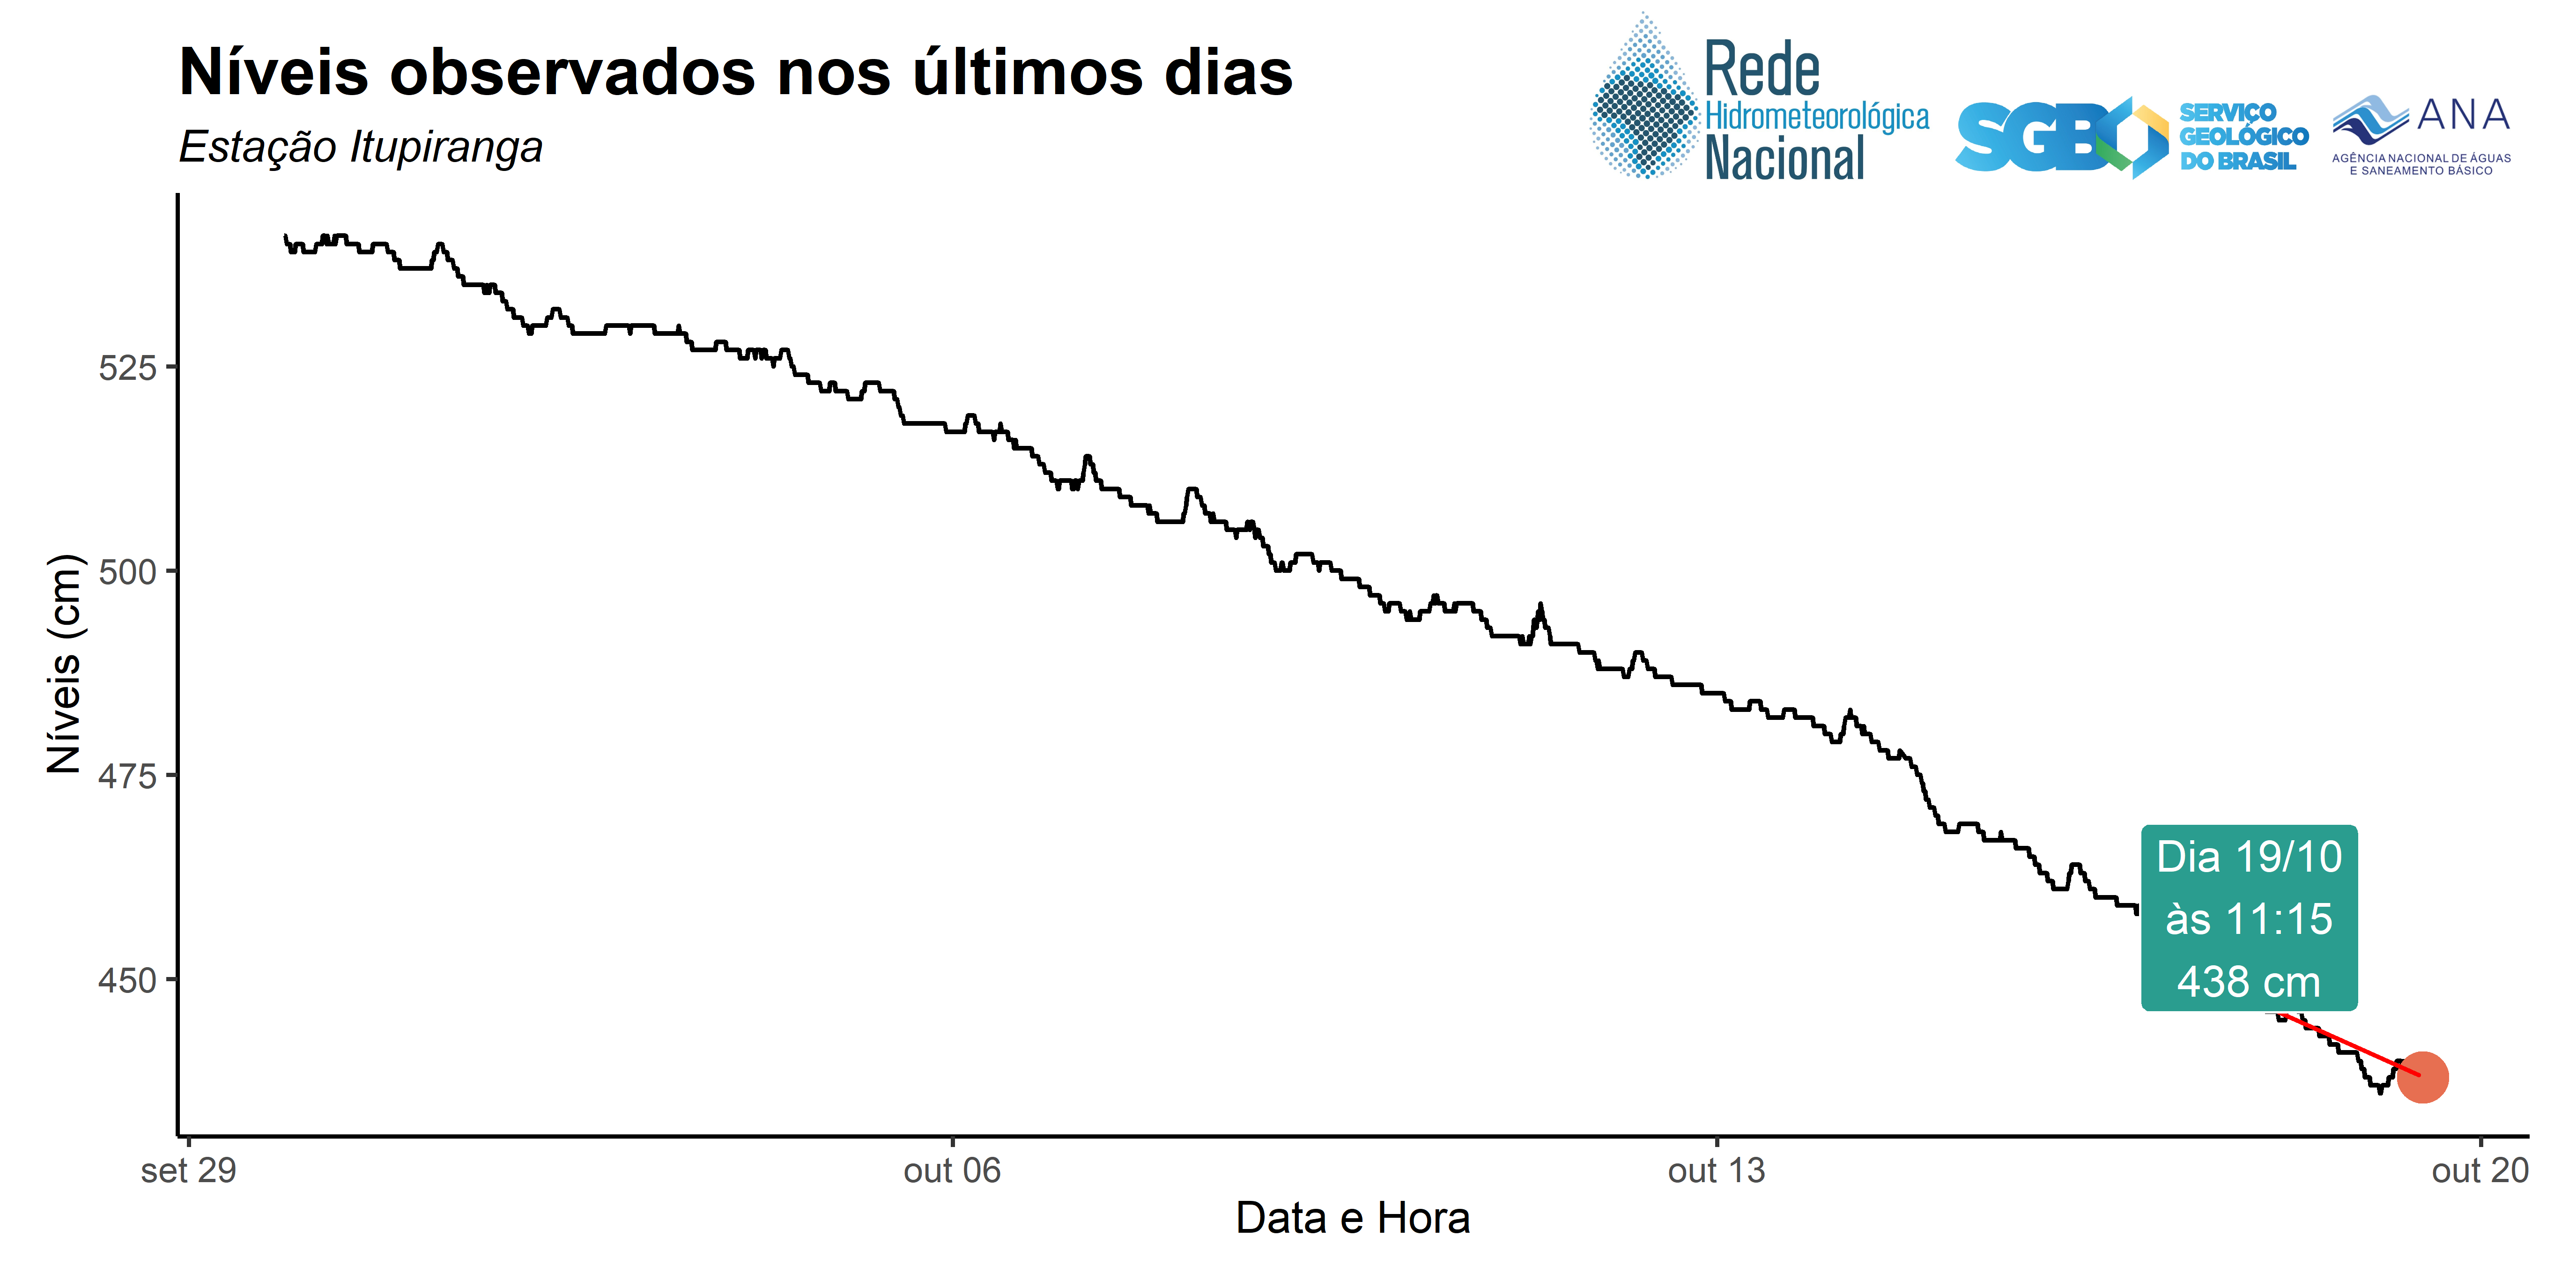 Níveis observados nos últimos dias
Estação Itupiranga
Rede
Hidrometeorológica
Nacional
SGB
SERVIÇO
GEOLÓGICO
DO BRASIL
ANA
AGÊNCIA NACIONAL DE ÁGUAS
E SANEAMENTO BÁSICO
Níveis (cm)
525
500
475
450
Dia 19/10
às 11:15
438 cm
set 29
out 06
out 13
out 20
Data e Hora